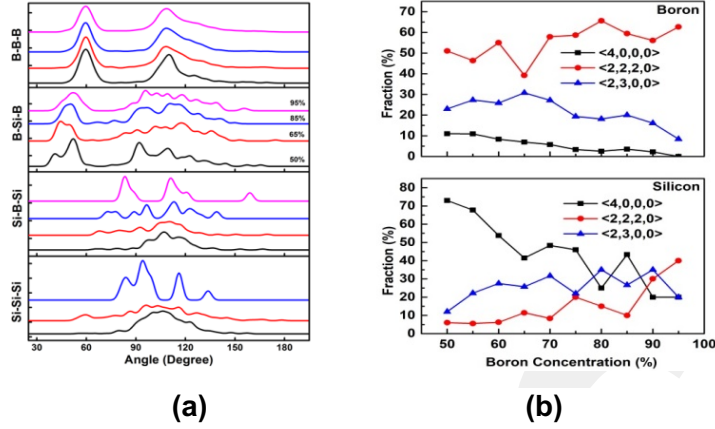 B-B-B
B-Si-B
95%
85%
65%
50%
Si-B-Si
Si-Si-Si
30 60 90 120 150 180
Angle (Degree)
(a)
Boron
<4,0,0,0>
<2,2,2,0>
<2,3,0,0>
70
60
50
40
30
20
10
0
Fraction (%)
Silicon
<4,0,0,0>
<2,2,2,0>
<2,3,0,0>
80
70
60
50
40
30
20
10
0
Fraction (%)
50 60 70 80 90 100
Boron Concentration (%)
(b)